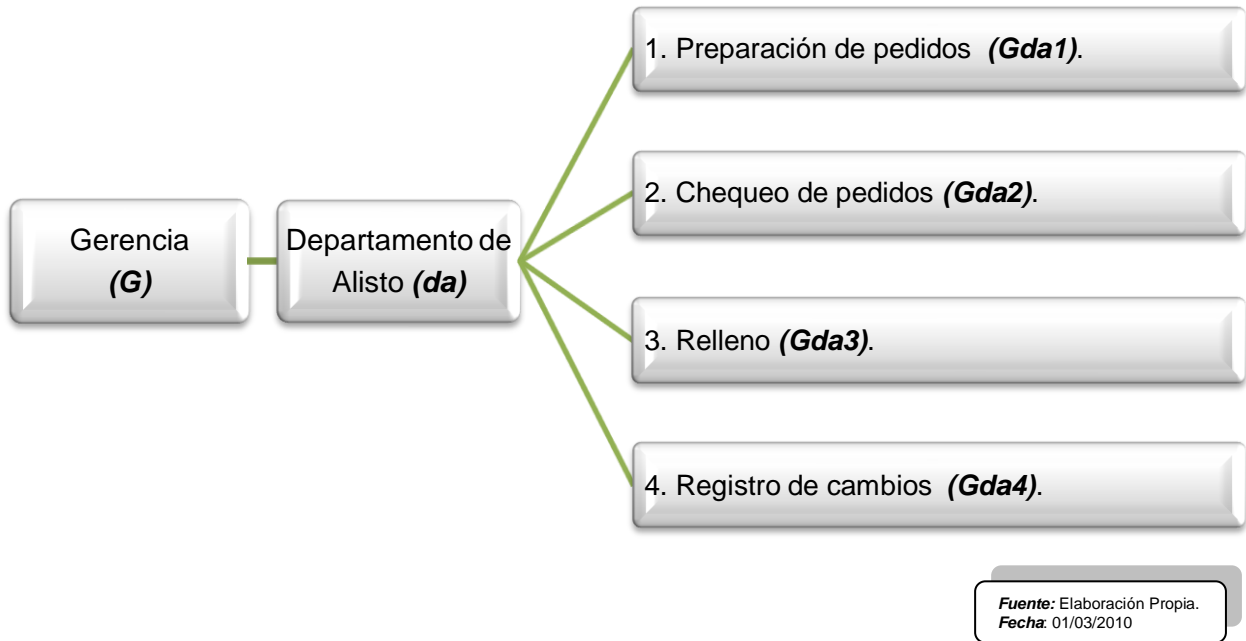 Gerencia
(G)
Departamento de
Alisto (da)
1. Preparación de pedidos (Gda1).
2. Chequeo de pedidos (Gda2).
3. Relleno (Gda3).
4. Registro de cambios (Gda4).
Fuente: Elaboración Propia.
Fecha: 01/03/2010